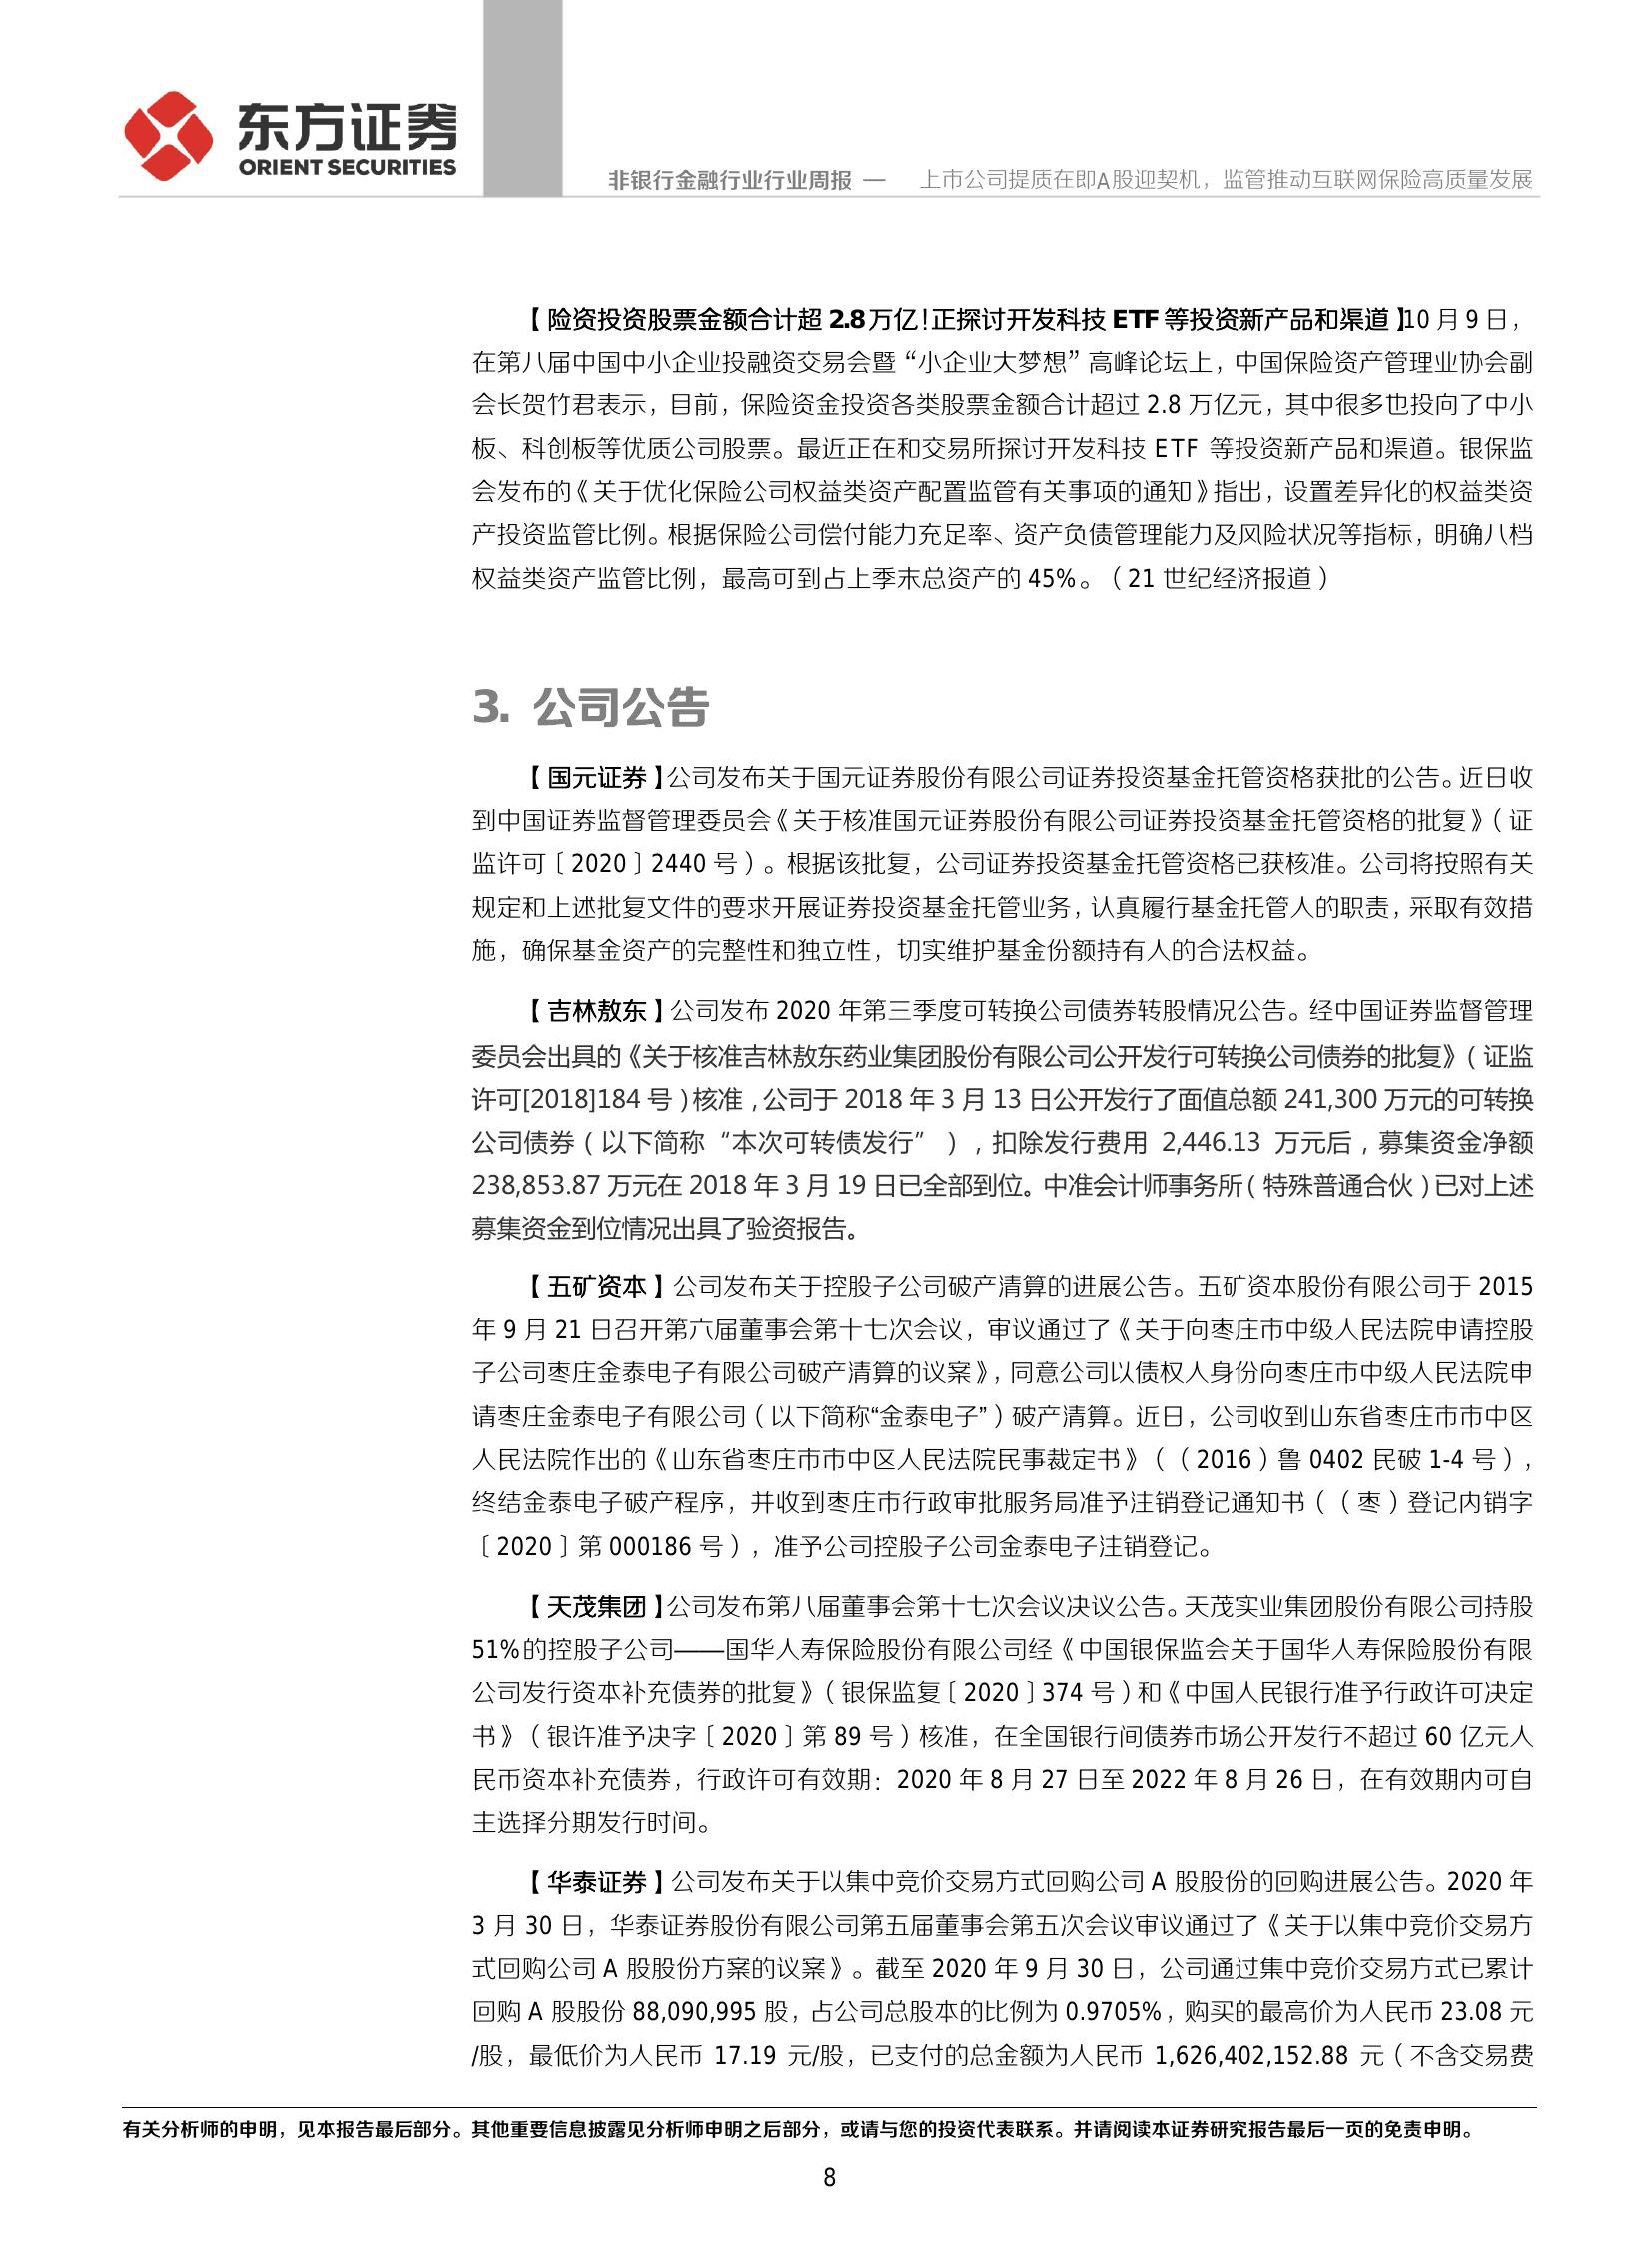 东方证券
ORIENT SECURITIES
非银行金融行业行业周报 — 上市公司提质在即A股迎契机，监管推动互联网保险高质量发展
【险资投资股票金额合计超 2.8万亿！正探讨开发科技 ETF 等投资新产品和渠道】10 月 9 日，
在第八届中国中小企业投融资交易会暨“小企业大梦想”高峰论坛上，中国保险资产管理业协会副
会长贺竹君表示，目前，保险资金投资各类股票金额合计超过 2.8 万亿元，其中很多也投向了中小
板、科创板等优质公司股票。最近正在和交易所探讨开发科技 ETF 等投资新产品和渠道。银保监
会发布的《关于优化保险公司权益类资产配置监管有关事项的通知》指出，设置差异化的权益类资
产投资监管比例。根据保险公司偿付能力充足率、资产负债管理能力及风险状况等指标，明确八档
权益类资产监管比例，最高可到占上季末总资产的 45%。（21 世纪经济报道）
3. 公司公告
【国元证券】公司发布关于国元证券股份有限公司证券投资基金托管资格获批的公告。近日收
到中国证券监督管理委员会《关于核准国元证券股份有限公司证券投资基金托管资格的批复》（证
监许可〔2020〕2440 号）。根据该批复，公司证券投资基金托管资格已获核准。公司将按照有关
规定和上述批复文件的要求开展证券投资基金托管业务，认真履行基金托管人的职责，采取有效措
施，确保基金资产的完整性和独立性，切实维护基金份额持有人的合法权益。
【吉林敖东】公司发布 2020 年第三季度可转换公司债券转股情况公告。经中国证券监督管理
委员会出具的《关于核准吉林敖东药业集团股份有限公司公开发行可转换公司债券的批复》（证监
许可[2018]184 号）核准，公司于 2018 年 3 月 13 日公开发行了面值总额 241,300 万元的可转换
公司债券（以下简称“本次可转债发行”），扣除发行费用 2,446.13 万元后，募集资金净额
238,853.87 万元在 2018 年 3 月 19 日已全部到位。中准会计师事务所（特殊普通合伙）已对上述
募集资金到位情况出具了验资报告。
【五矿资本】公司发布关于控股子公司破产清算的进展公告。五矿资本股份有限公司于 2015
年 9 月 21 日召开第六届董事会第十七次会议，审议通过了《关于向枣庄市中级人民法院申请控股
子公司枣庄金泰电子有限公司破产清算的议案》，同意公司以债权人身份向枣庄市中级人民法院申
请枣庄金泰电子有限公司（以下简称“金泰电子”）破产清算。近日，公司收到山东省枣庄市市中区
人民法院作出的《山东省枣庄市市中区人民法院民事裁定书》（（2016）鲁 0402 民破 1-4 号），
终结金泰电子破产程序，并收到枣庄市行政审批服务局准予注销登记通知书（（枣）登记内销字
〔2020〕第 000186 号），准予公司控股子公司金泰电子注销登记。
【天茂集团】公司发布第八届董事会第十七次会议决议公告。天茂实业集团股份有限公司持股
51%的控股子公司——国华人寿保险股份有限公司经《中国银保监会关于国华人寿保险股份有限
公司发行资本补充债券的批复》（银保监复〔2020〕374 号）和《中国人民银行准予行政许可决定
书》（银许准予决字〔2020〕第 89 号）核准，在全国银行间债券市场公开发行不超过 60 亿元人
民币资本补充债券，行政许可有效期：2020 年 8 月 27 日至 2022 年 8 月 26 日，在有效期内可自
主选择分期发行时间。
【华泰证券】公司发布关于以集中竞价交易方式回购公司 A 股股份的回购进展公告。2020 年
3 月 30 日，华泰证券股份有限公司第五届董事会第五次会议审议通过了《关于以集中竞价交易方
式回购公司 A 股股份方案的议案》。截至 2020 年 9 月 30 日，公司通过集中竞价交易方式已累计
回购 A 股股份 88,090,995 股，占公司总股本的比例为 0.9705%，购买的最高价为人民币 23.08 元
/股，最低价为人民币 17.19 元/股，已支付的总金额为人民币 1,626,402,152.88 元（不含交易费
有关分析师的申明，见本报告最后部分。其他重要信息披露见分析师申明之后部分，或请与您的投资代表联系。并请阅读本证券研究报告最后一页的免责申明。
8